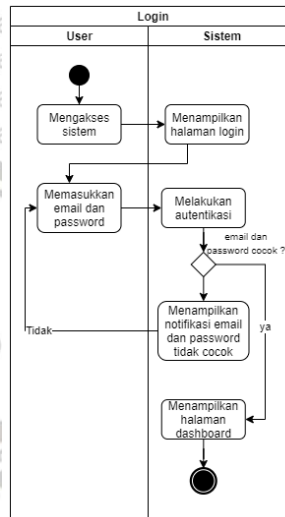 Login
User
Sistem
Mengakses
sistem
Menampilkan
halaman login
Memasukkan
email dan
password
Melakukan
autentikasi
email dan
password cocok ?
Menampilkan
notifikasi email
dan password
tidak cocok
Tidak
ya
Menampilkan
halaman
dashboard